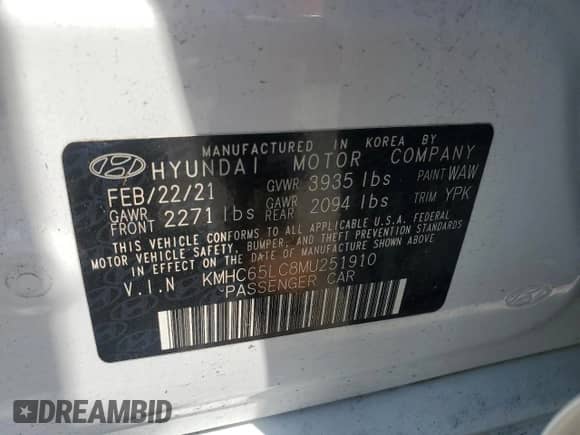 MANUFACTURED IN KOREA BY
HYUNDAI MOTOR COMPANY
FEB/22/21 GVWR 3935 lbs PAINT WAW
GAWR FRONT 2271 lbs GAWR REAR 2094 lbs TRIM YPK
THIS VEHICLE CONFORMS TO ALL APPLICABLE U.S.A. FEDERAL
MOTOR VEHICLE SAFETY, BUMPER, AND THEFT PREVENTION STANDARDS
IN EFFECT ON THE DATE OF MANUFACTURE SHOWN ABOVE.
V.I.N KMHC65LC8MU251910
PASSENGER CAR
DREAMBID